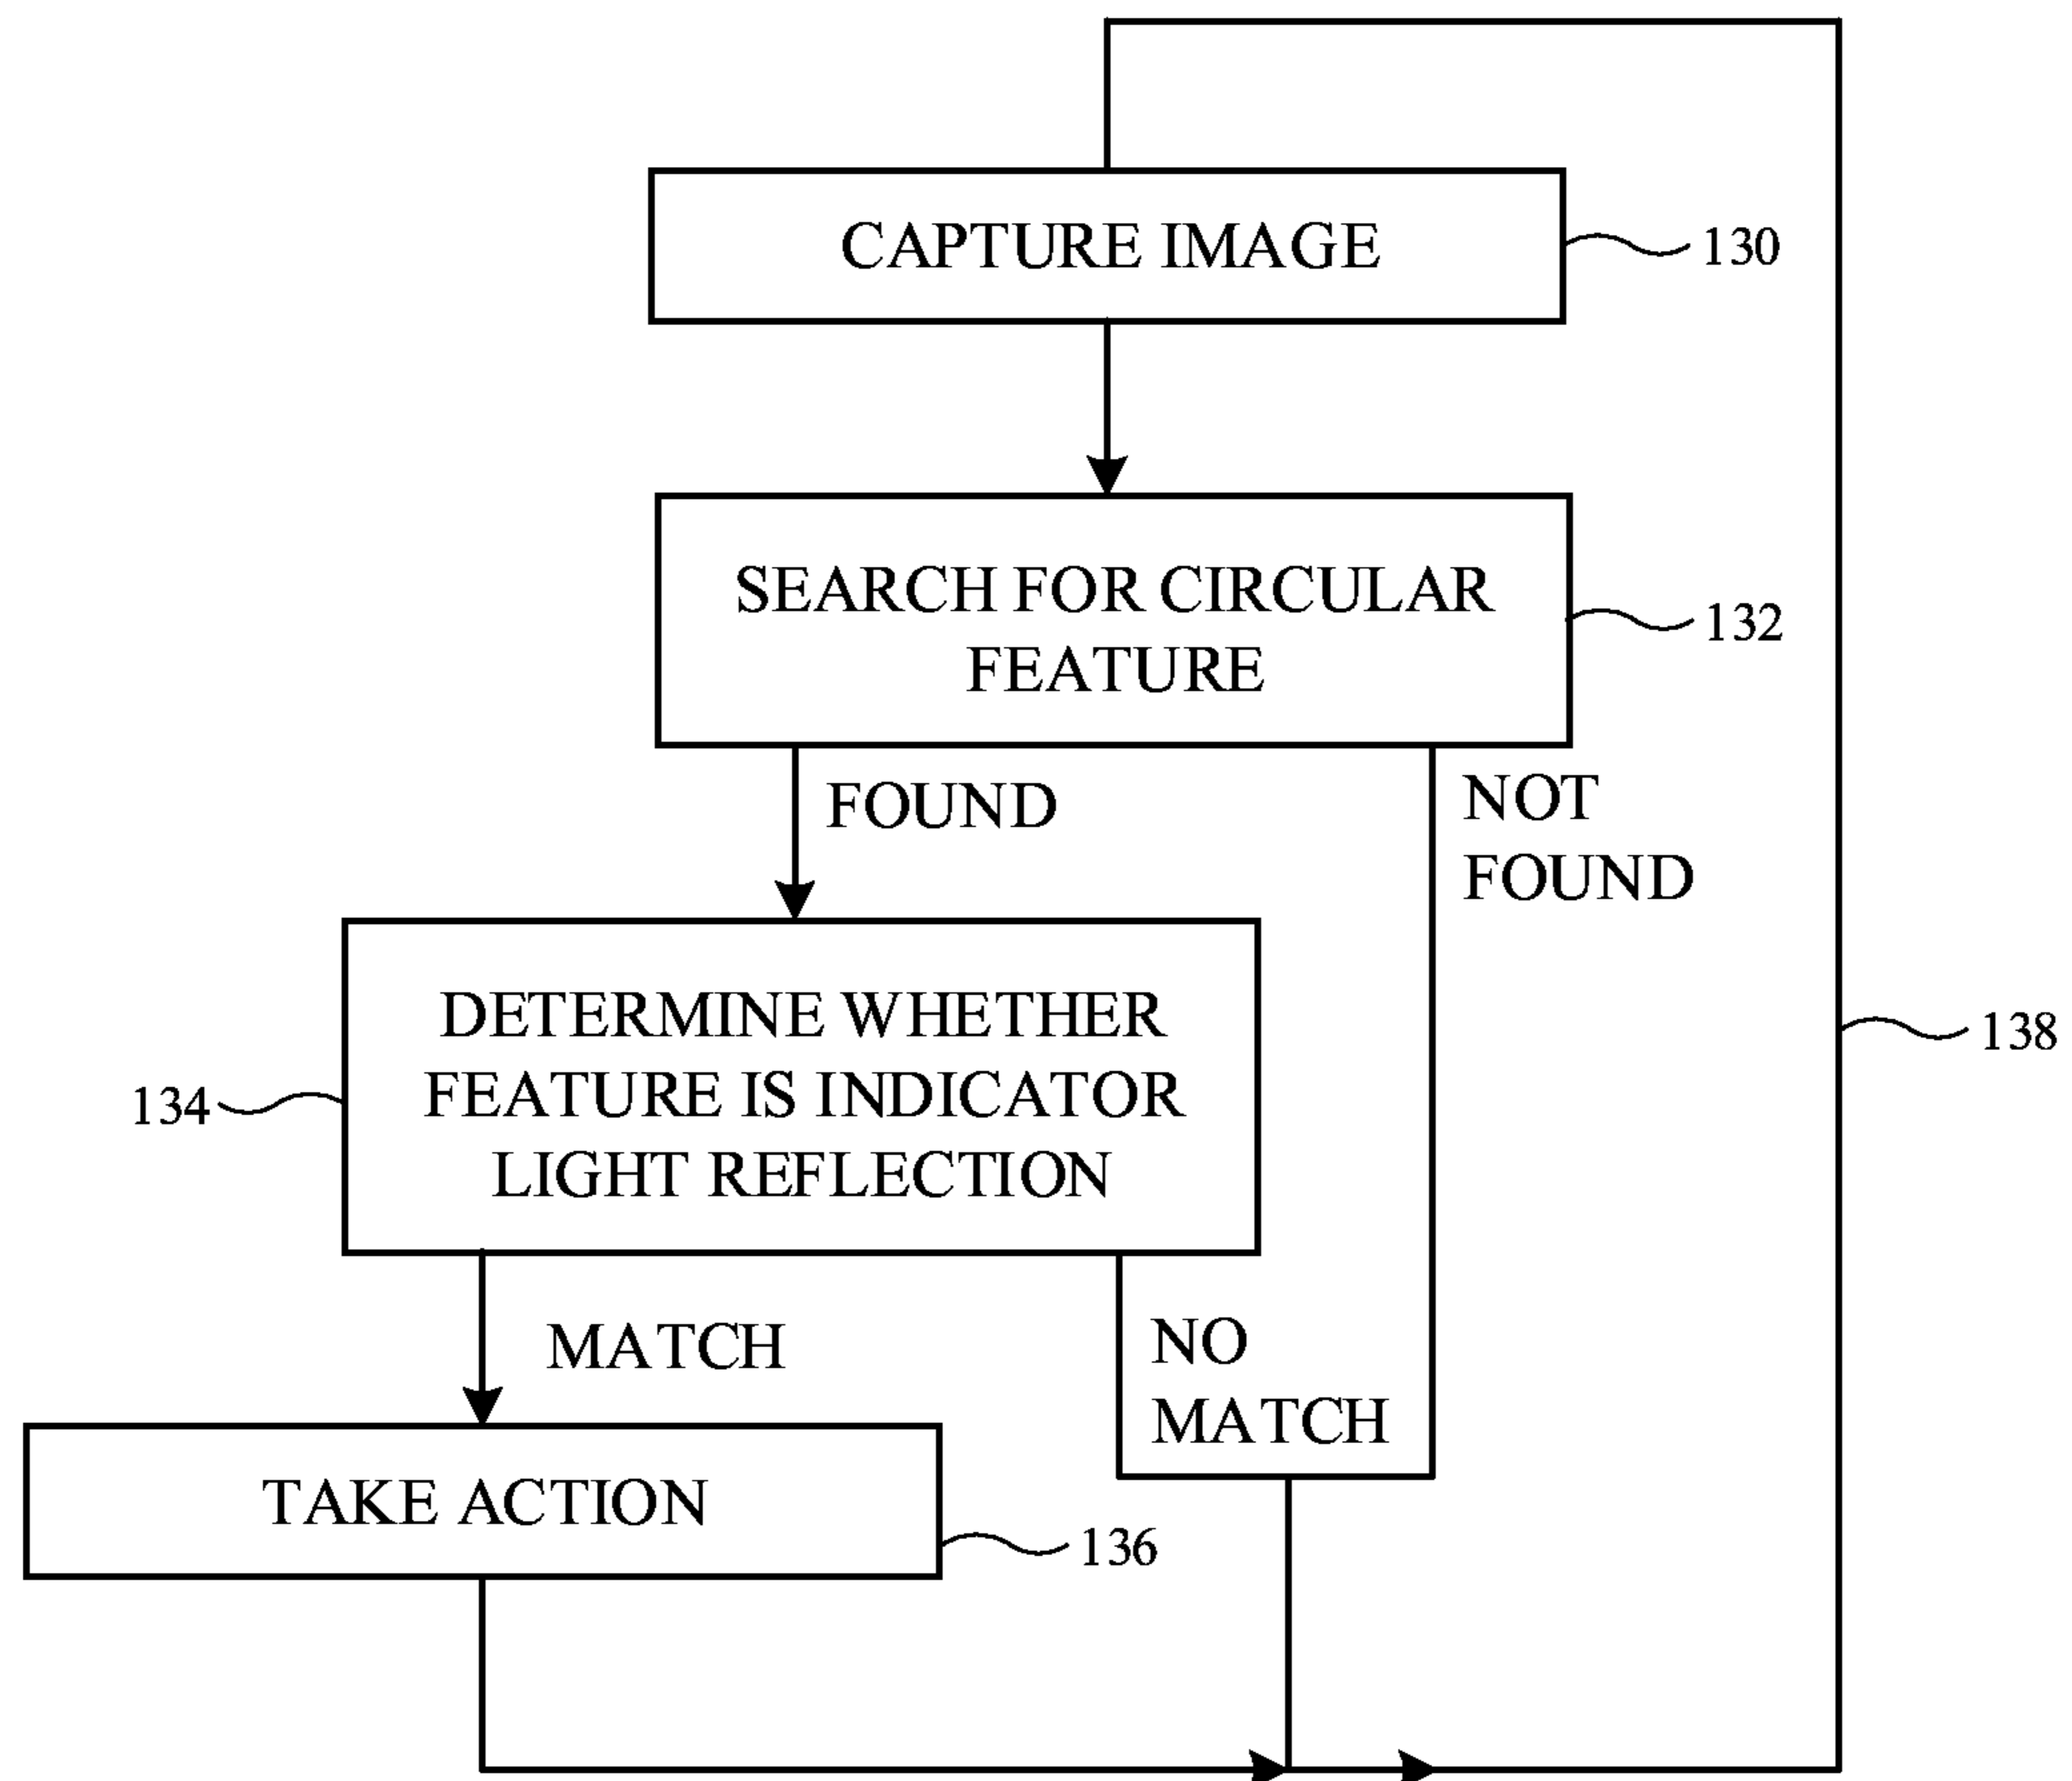 CAPTURE IMAGE
130
SEARCH FOR CIRCULAR
FEATURE
132
FOUND
NOT
FOUND
DETERMINE WHETHER
FEATURE IS INDICATOR
LIGHT REFLECTION
134
138
MATCH
NO
MATCH
TAKE ACTION
136